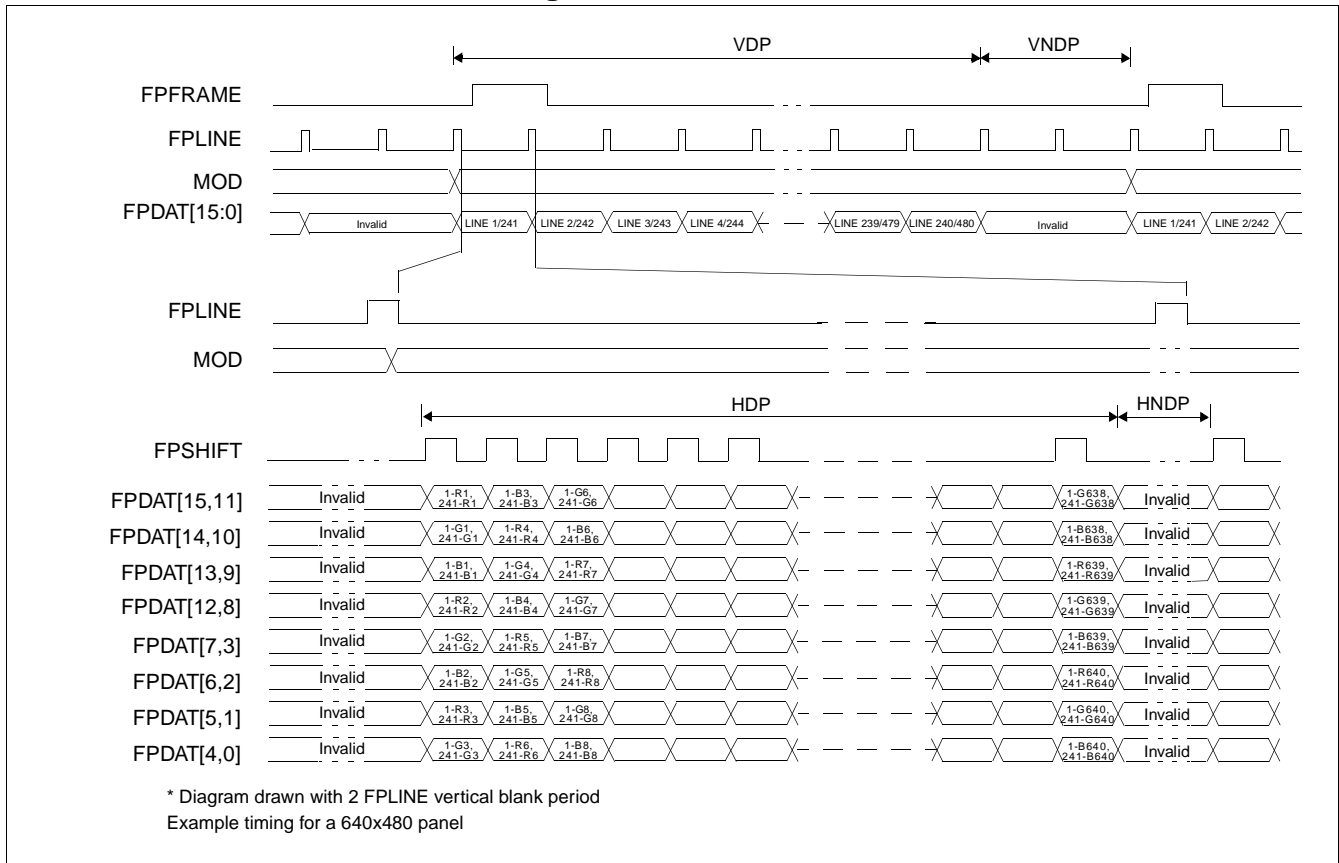 VDP VNDP
FPFRAME
FPLINE
MOD
FPDAT[15:0] Invalid LINE 1/241 LINE 2/242 LINE 3/243 LINE 4/244 LINE 239/479 LINE 240/480 Invalid LINE 1/241 LINE 2/242
FPLINE
MOD
HDP HNDP
FPSHIFT
FPDAT[15,11] Invalid 1-R1, 241-R1 1-B3, 241-B3 1-G6, 241-G6 1-G638, 241-G638 Invalid
FPDAT[14,10] Invalid 1-G1, 241-G1 1-R4, 241-R4 1-B6, 241-B6 1-B638, 241-B638 Invalid
FPDAT[13,9] Invalid 1-B1, 241-B1 1-G4, 241-G4 1-R7, 241-R7 1-R639, 241-R639 Invalid
FPDAT[12,8] Invalid 1-R2, 241-R2 1-B4, 241-B4 1-G7, 241-G7 1-G639, 241-G639 Invalid
FPDAT[7,3] Invalid 1-G2, 241-G2 1-R5, 241-R5 1-B7, 241-B7 1-B639, 241-B639 Invalid
FPDAT[6,2] Invalid 1-B2, 241-B2 1-G5, 241-G5 1-R8, 241-R8 1-R640, 241-R640 Invalid
FPDAT[5,1] Invalid 1-R3, 241-R3 1-B5, 241-B5 1-G8, 241-G8 1-G640, 241-G640 Invalid
FPDAT[4,0] Invalid 1-G3, 241-G3 1-R6, 241-R6 1-B8, 241-B8 1-B640, 241-B640 Invalid
* Diagram drawn with 2 FPLINE vertical blank period
Example timing for a 640x480 panel